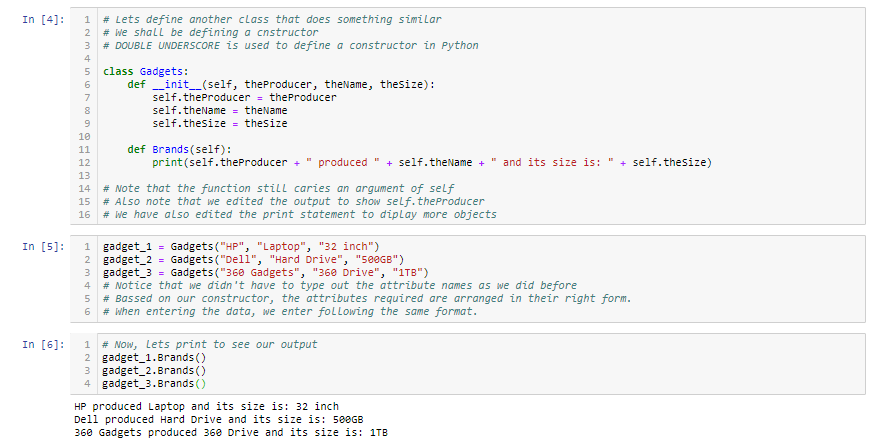 In [4]:
1 # Lets define another class that does something similar
2 # We shall be defining a cnstructor
3 # DOUBLE UNDERSCORE is used to define a constructor in Python
4
5 class Gadgets:
6     def __init__(self, theProducer, theName, theSize):
7         self.theProducer = theProducer
8         self.theName = theName
9         self.theSize = theSize
10
11     def Brands(self):
12         print(self.theProducer + " produced " + self.theName + " and its size is: " + self.theSize)
13
14 # Note that the function still caries an argument of self
15 # Also note that we edited the output to show self.theProducer
16 # We have also edited the print statement to diplay more objects
In [5]:
1 gadget_1 = Gadgets("HP", "Laptop", "32 inch")
2 gadget_2 = Gadgets("Dell", "Hard Drive", "500GB")
3 gadget_3 = Gadgets("360 Gadgets", "360 Drive", "1TB")
4 # Notice that we didn't have to type out the attribute names as we did before
5 # Bassed on our constructor, the attributes required are arranged in their right form.
6 # When entering the data, we enter following the same format.
In [6]:
1 # Now, lets print to see our output
2 gadget_1.Brands()
3 gadget_2.Brands()
4 gadget_3.Brands()
HP produced Laptop and its size is: 32 inch
Dell produced Hard Drive and its size is: 500GB
360 Gadgets produced 360 Drive and its size is: 1TB